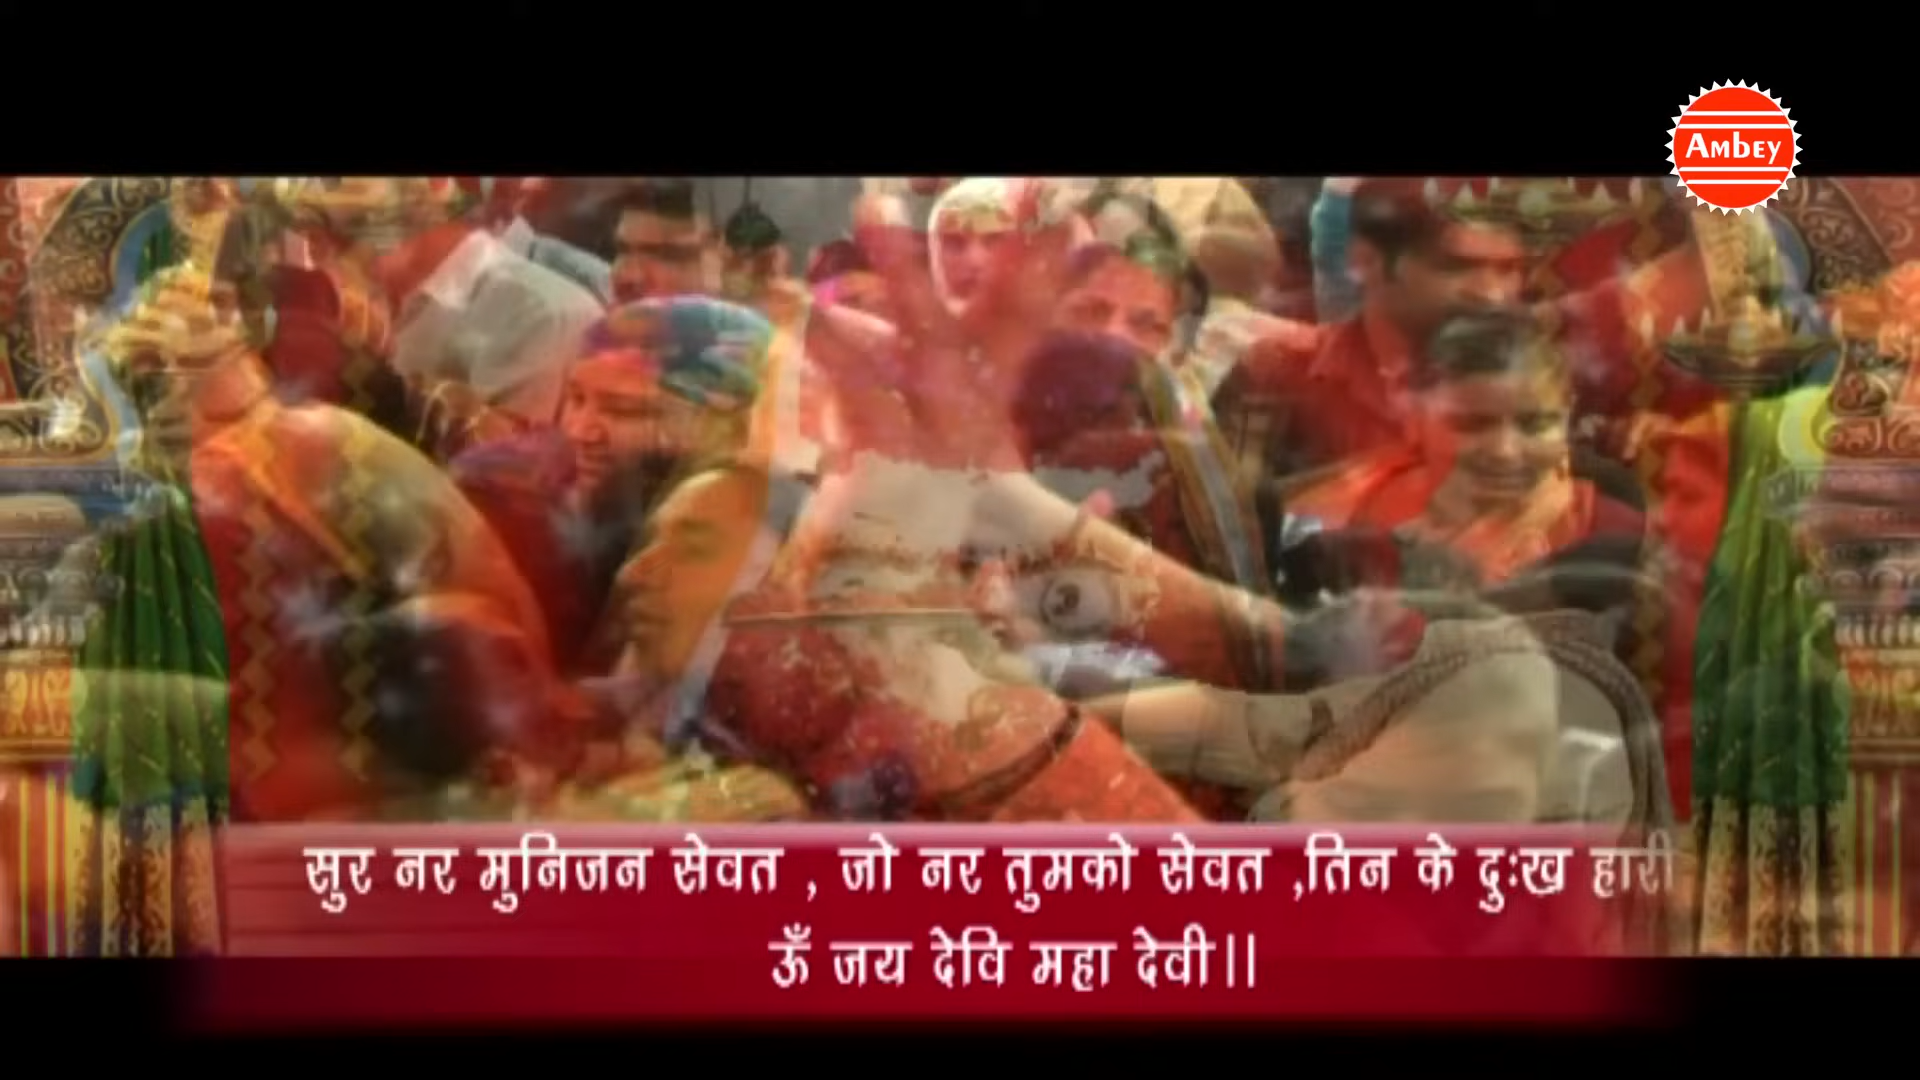 AMBEY
सुर नर मुनिजन सेवत , जो नर तुमको सेवत ,तिन के दुःख हारी
ऊँ जय देवि महा देवी।।